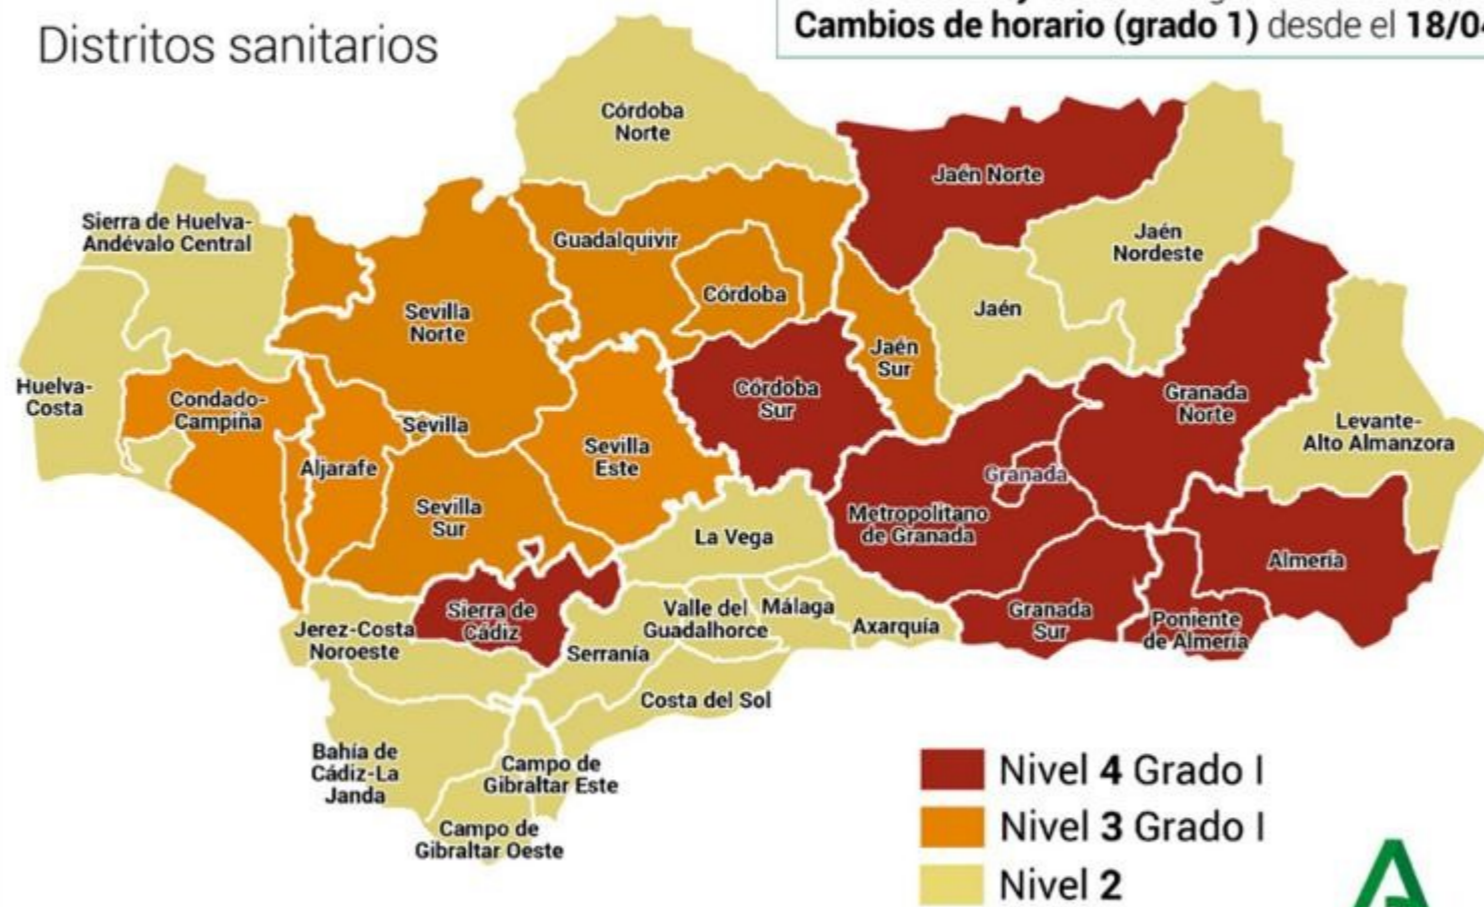 Distritos sanitarios
Cambios de horario (grado 1) desde el 18/04
Córdoba
Norte
Jaén Norte
Sierra de Huelva-
Andévalo Central
Guadalquivir
Jaén
Nordeste
Córdoba
Sevilla
Norte
Jaén
Jaén
Sur
Huelva-
Costa
Condado-
Campiña
Córdoba
Sur
Granada
Norte
Sevilla
Levante-
Alto Almanzora
Aljarafe
Sevilla
Este
Granada
Sevilla
Sur
Metropolitano
de Granada
La Vega
Almería
Sierra de
Cádiz
Valle del
Guadalhorce
Málaga
Axarquía
Granada
Sur
Poniente
de Almería
Jerez-Costa
Noroeste
Serranía
Costa del Sol
Bahía de
Cádiz-La
Janda
Campo de
Gibraltar Este
Campo de
Gibraltar Oeste
Nivel 4 Grado I
Nivel 3 Grado I
Nivel 2